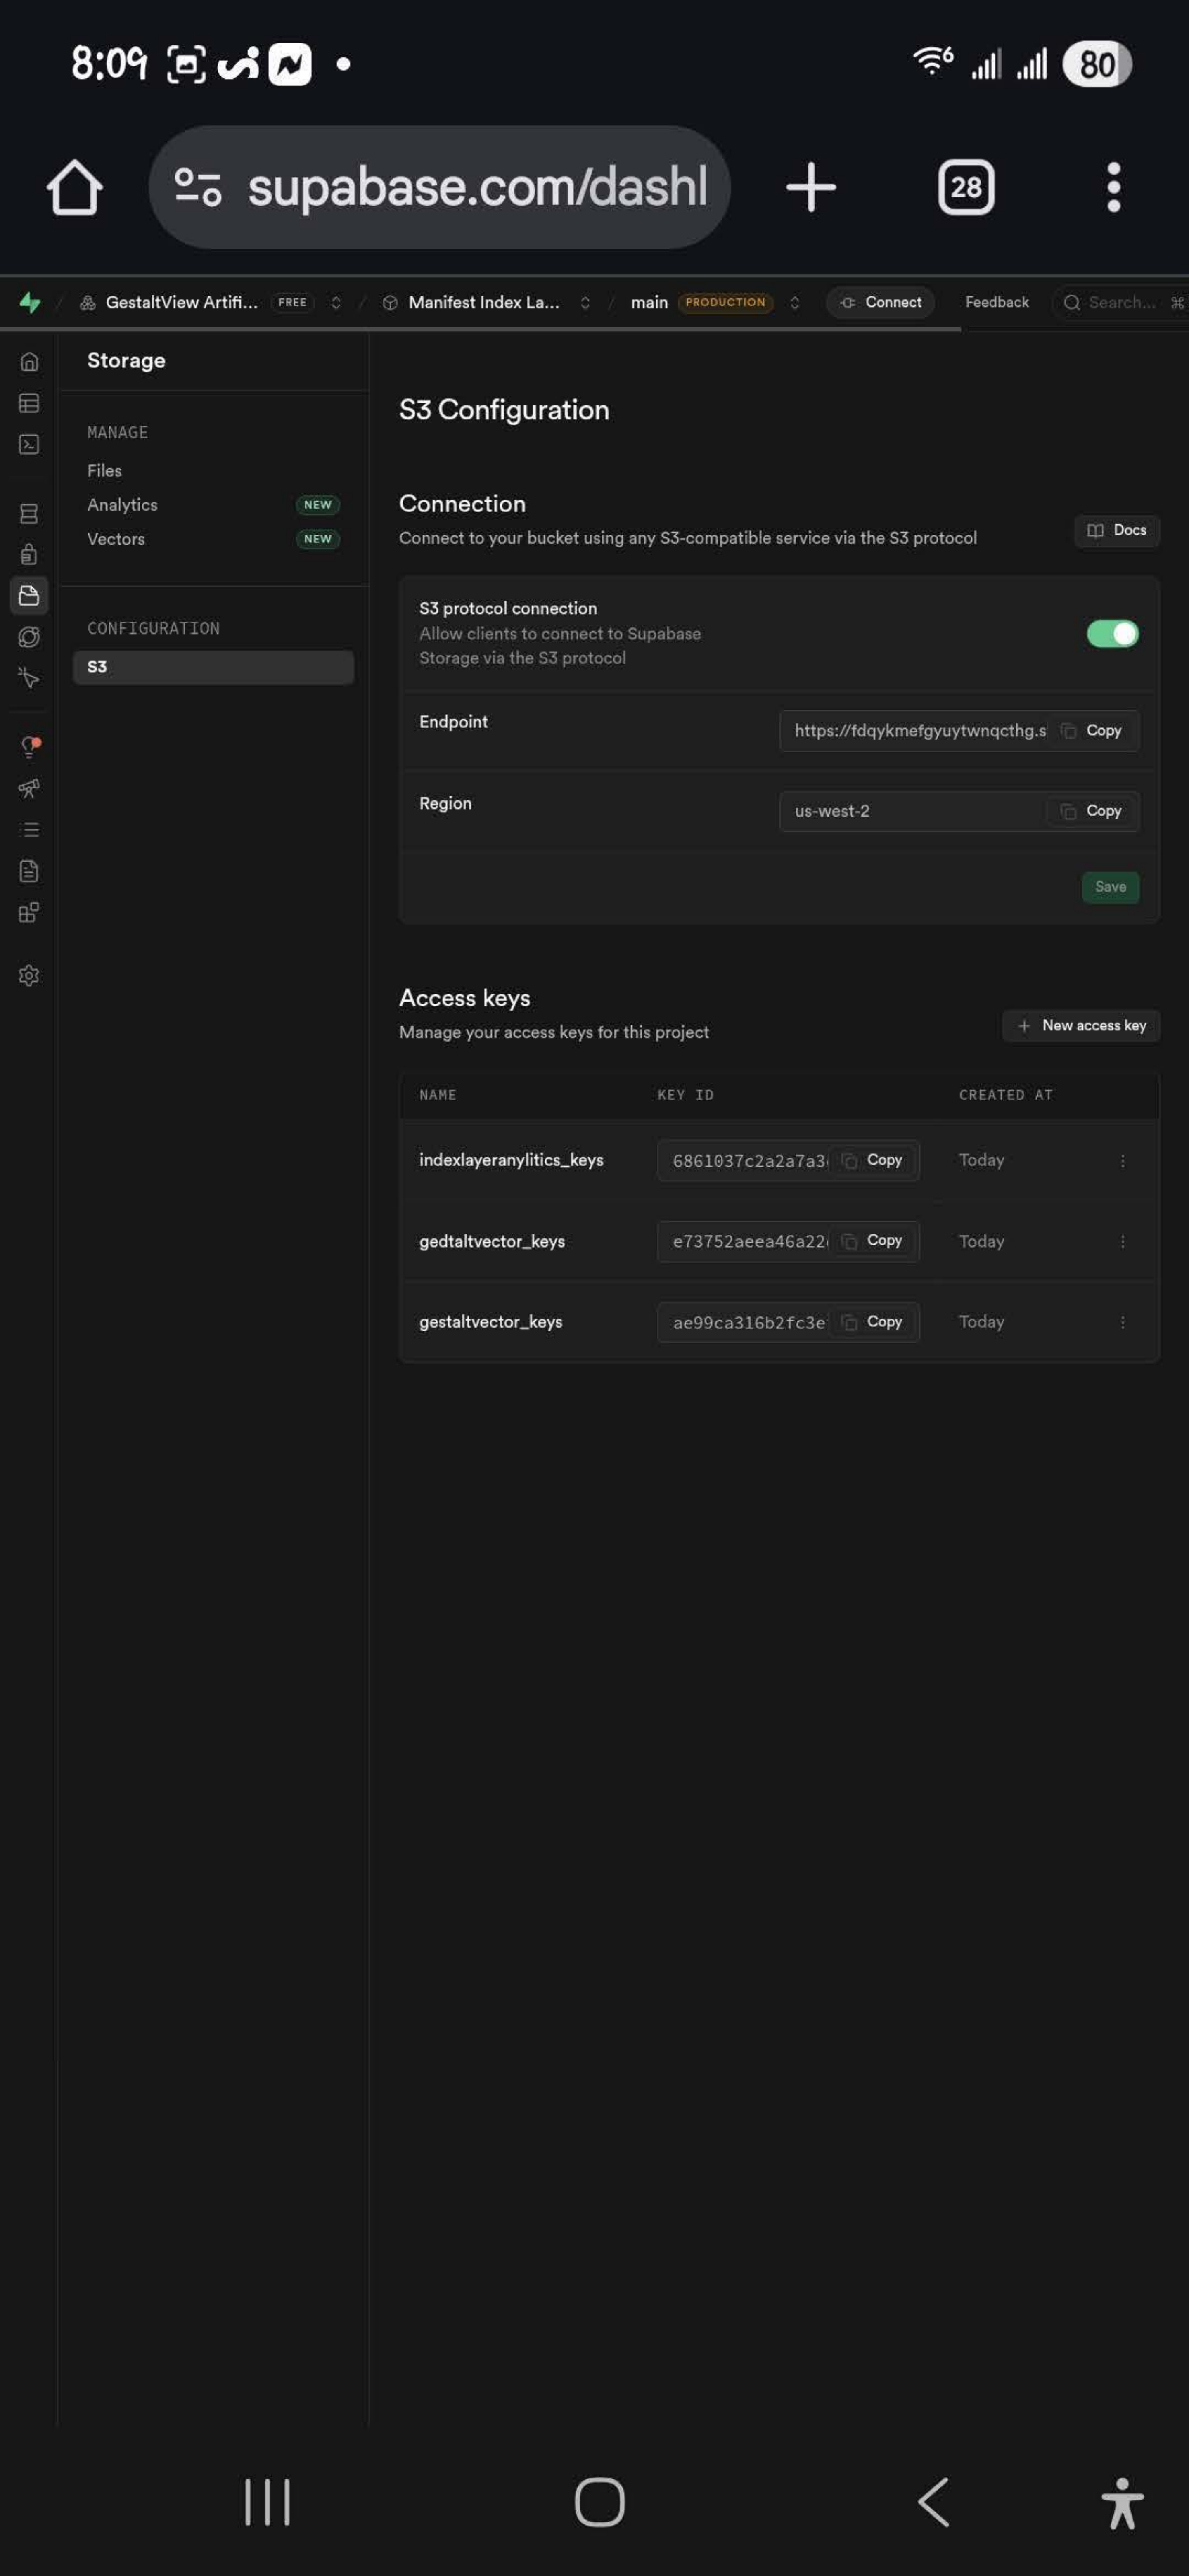 8:09
6
80
supabase.com/dashl
28
GestaltView Artifi... FREE / Manifest Index La... / main PRODUCTION Connect Feedback Search... ⌘
Storage
MANAGE
Files
Analytics NEW
Vectors NEW
CONFIGURATION
S3
S3 Configuration
Connection
Connect to your bucket using any S3-compatible service via the S3 protocol
Docs
S3 protocol connection
Allow clients to connect to Supabase
Storage via the S3 protocol
Endpoint
https://fdqykmefgyuytwnqcthg.s Copy
Region
us-west-2 Copy
Save
Access keys
Manage your access keys for this project
+ New access key
NAME KEY ID CREATED AT
indexlayeranylitics_keys 6861037c2a2a7a3 Copy Today
gedtaltvector_keys e73752aeea46a22 Copy Today
gestaltvector_keys ae99ca316b2fc3e Copy Today